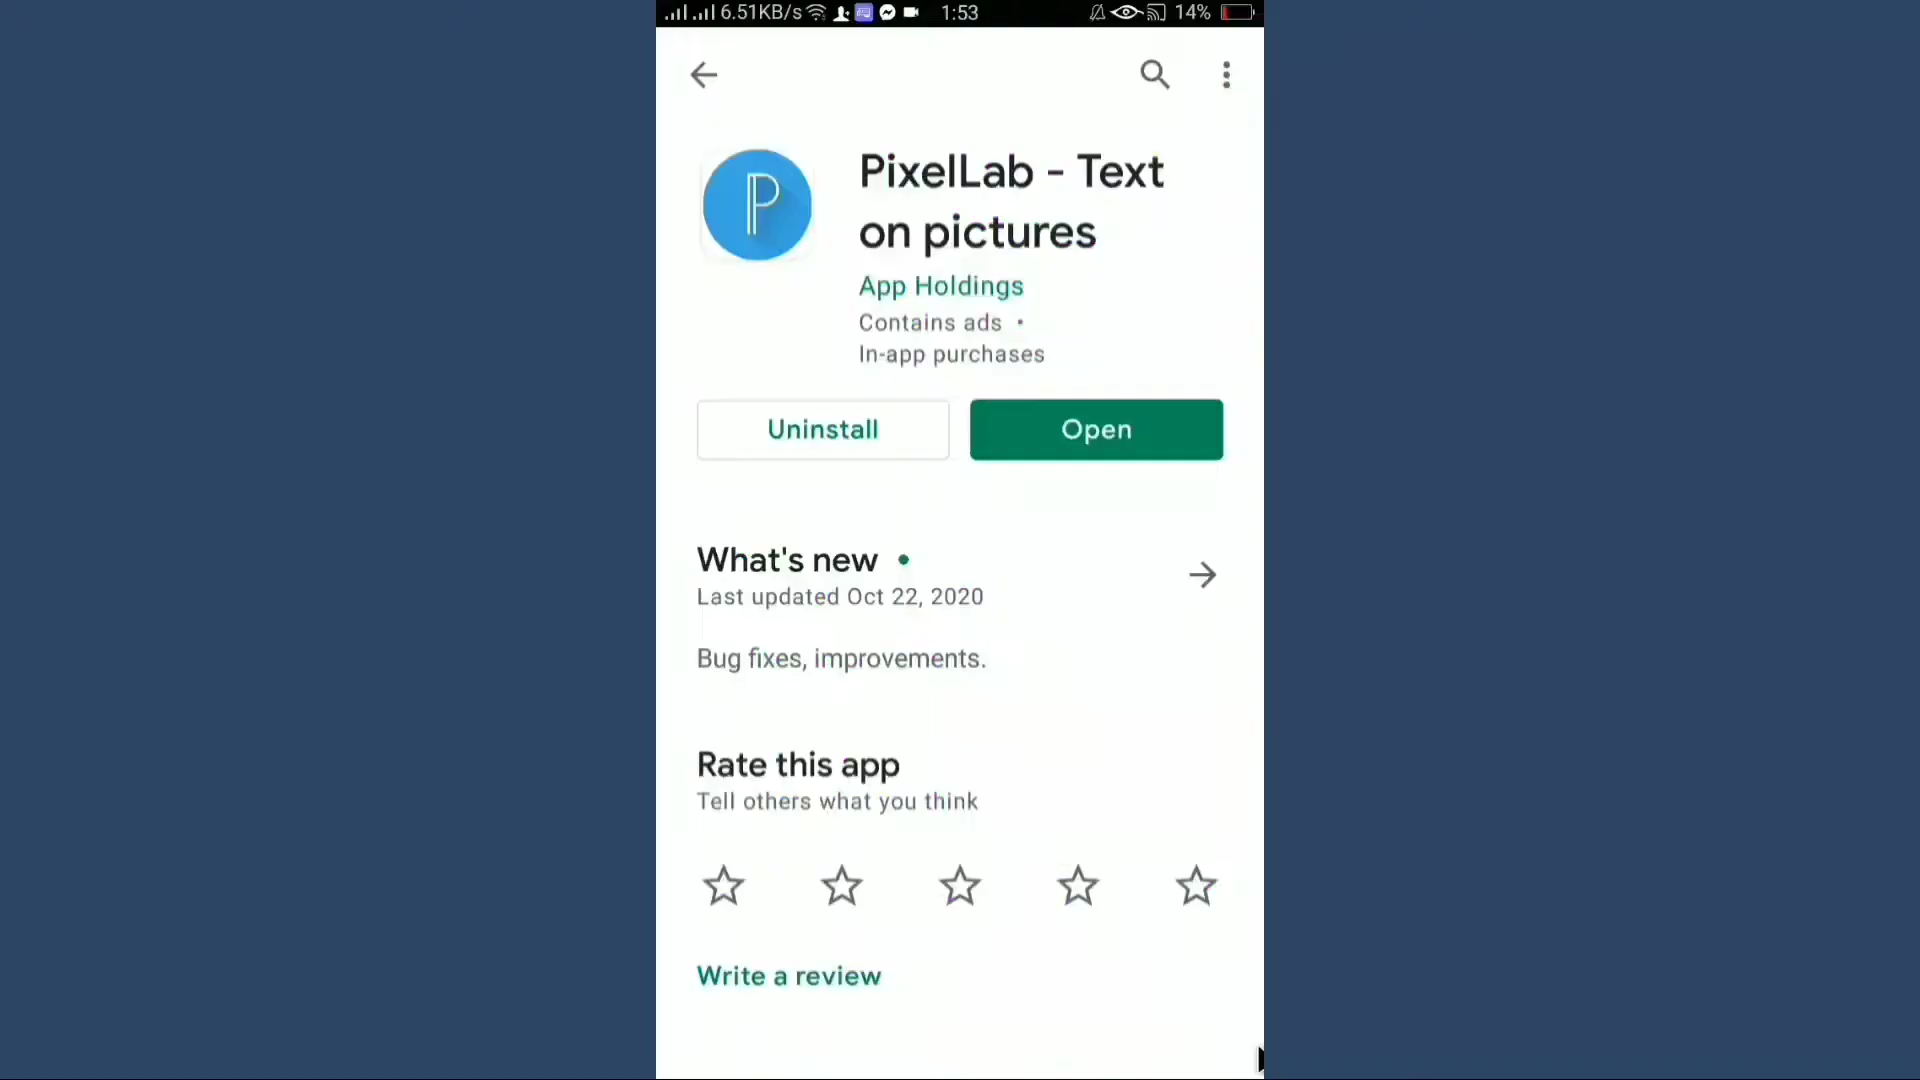 6.51KB/s 1:53 14%
P
PixelLab - Text
on pictures
App Holdings
Contains ads •
In-app purchases
Uninstall Open
What's new •
Last updated Oct 22, 2020
Bug fixes, improvements.
Rate this app
Tell others what you think
Write a review